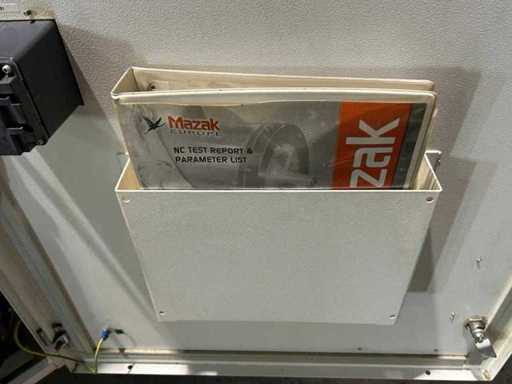 Mazak
EUROPE
NC TEST REPORT &
PARAMETER LIST
zak